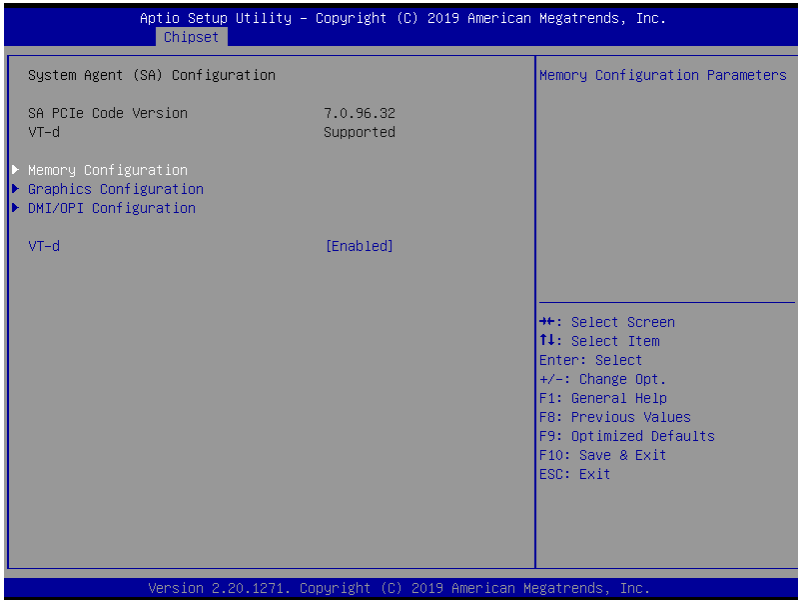 Aptio Setup Utility – Copyright (C) 2019 American Megatrends, Inc.
Chipset
System Agent (SA) Configuration
SA PCIe Code Version 7.0.96.32
VT-d Supported
Memory Configuration
Graphics Configuration
DMI/OPI Configuration
VT-d [Enabled]
Memory Configuration Parameters
→←: Select Screen
↑↓: Select Item
Enter: Select
+/-: Change Opt.
F1: General Help
F8: Previous Values
F9: Optimized Defaults
F10: Save & Exit
ESC: Exit
Version 2.20.1271. Copyright (C) 2019 American Megatrends, Inc.